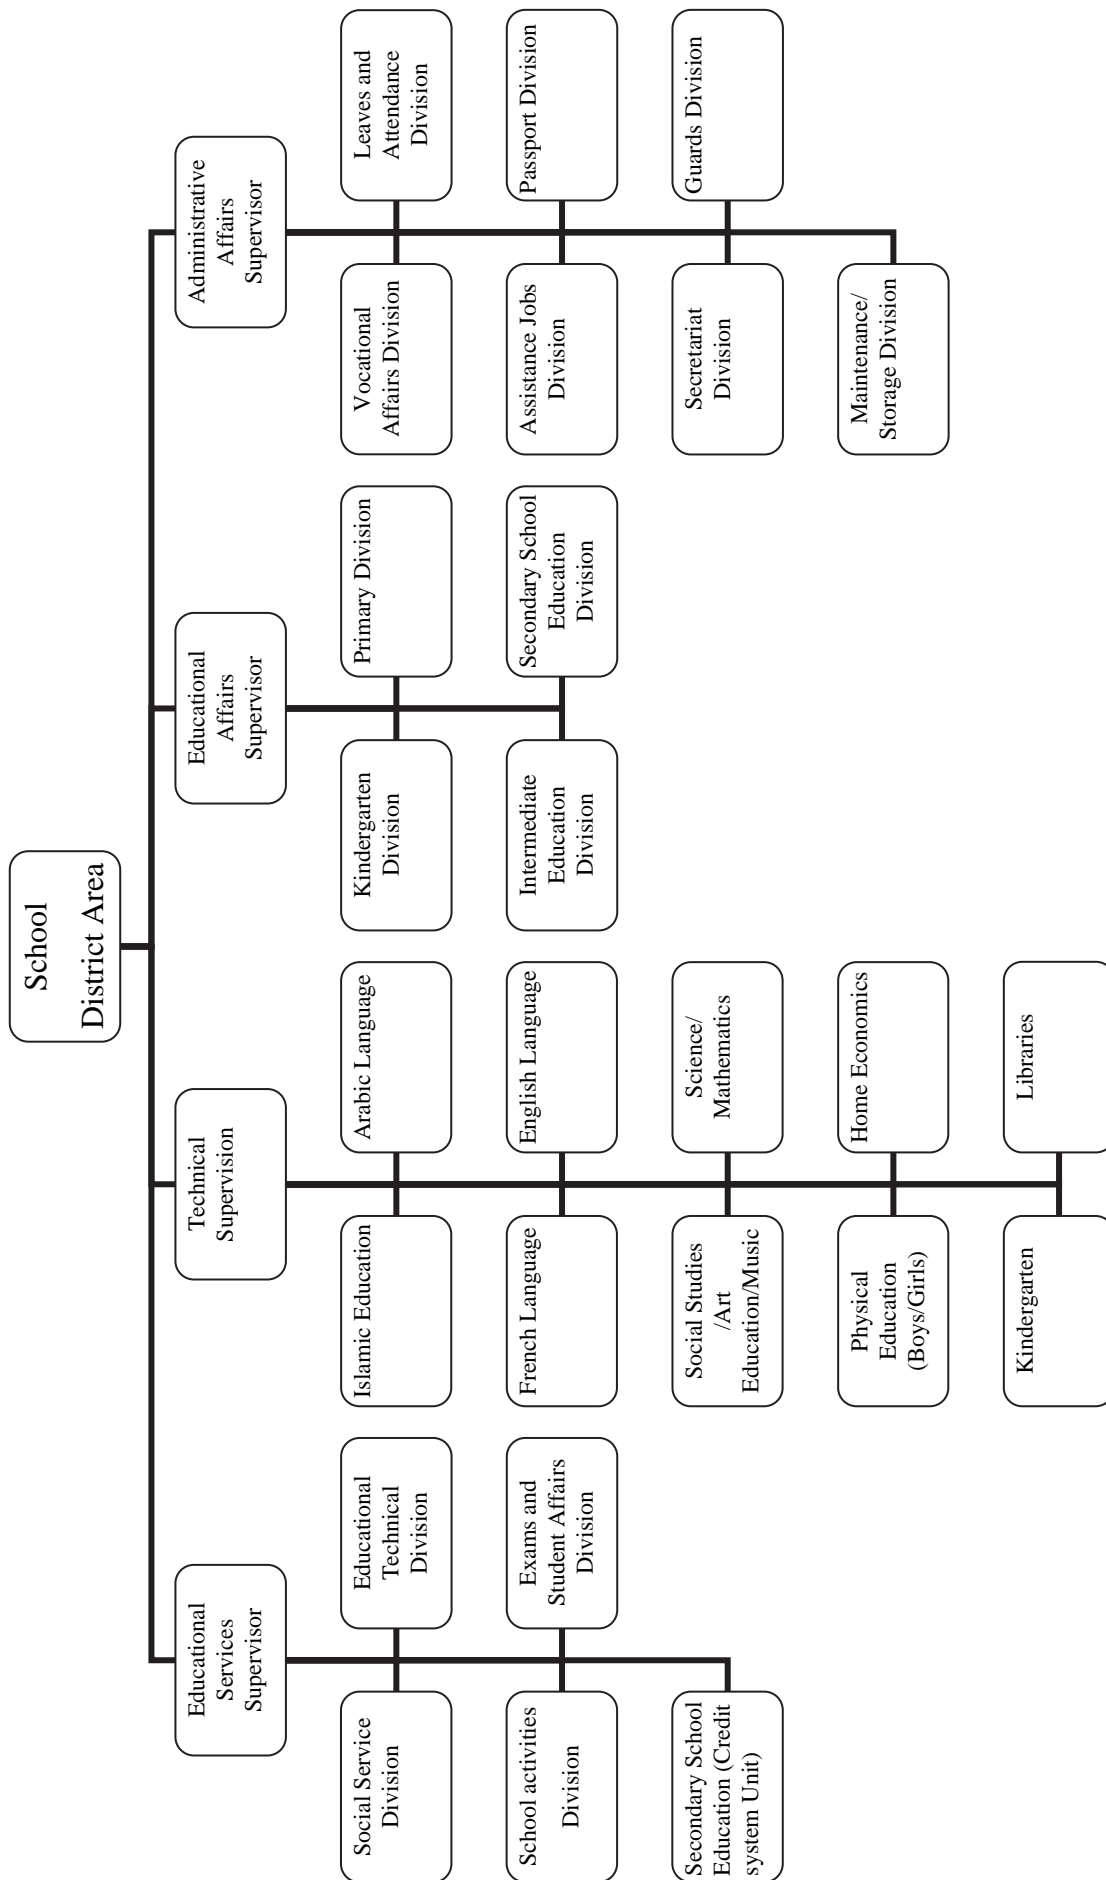 School
District Area
Educational
Services
Supervisor
Technical
Supervision
Educational
Affairs
Supervisor
Administrative
Affairs
Supervisor
Social Service
Division
Educational
Technical
Division
School activities
Division
Exams and
Student Affairs
Division
Secondary School
Education (Credit
system Unit)
Islamic Education
Arabic Language
French Language
English Language
Social Studies
/Art
Education/Music
Science/
Mathematics
Physical
Education
(Boys/Girls)
Home Economics
Kindergarten
Libraries
Kindergarten
Division
Primary Division
Intermediate
Education
Division
Secondary School
Education
Division
Vocational
Affairs Division
Leaves and
Attendance
Division
Assistance Jobs
Division
Passport Division
Secretariat
Division
Guards Division
Maintenance/
Storage Division